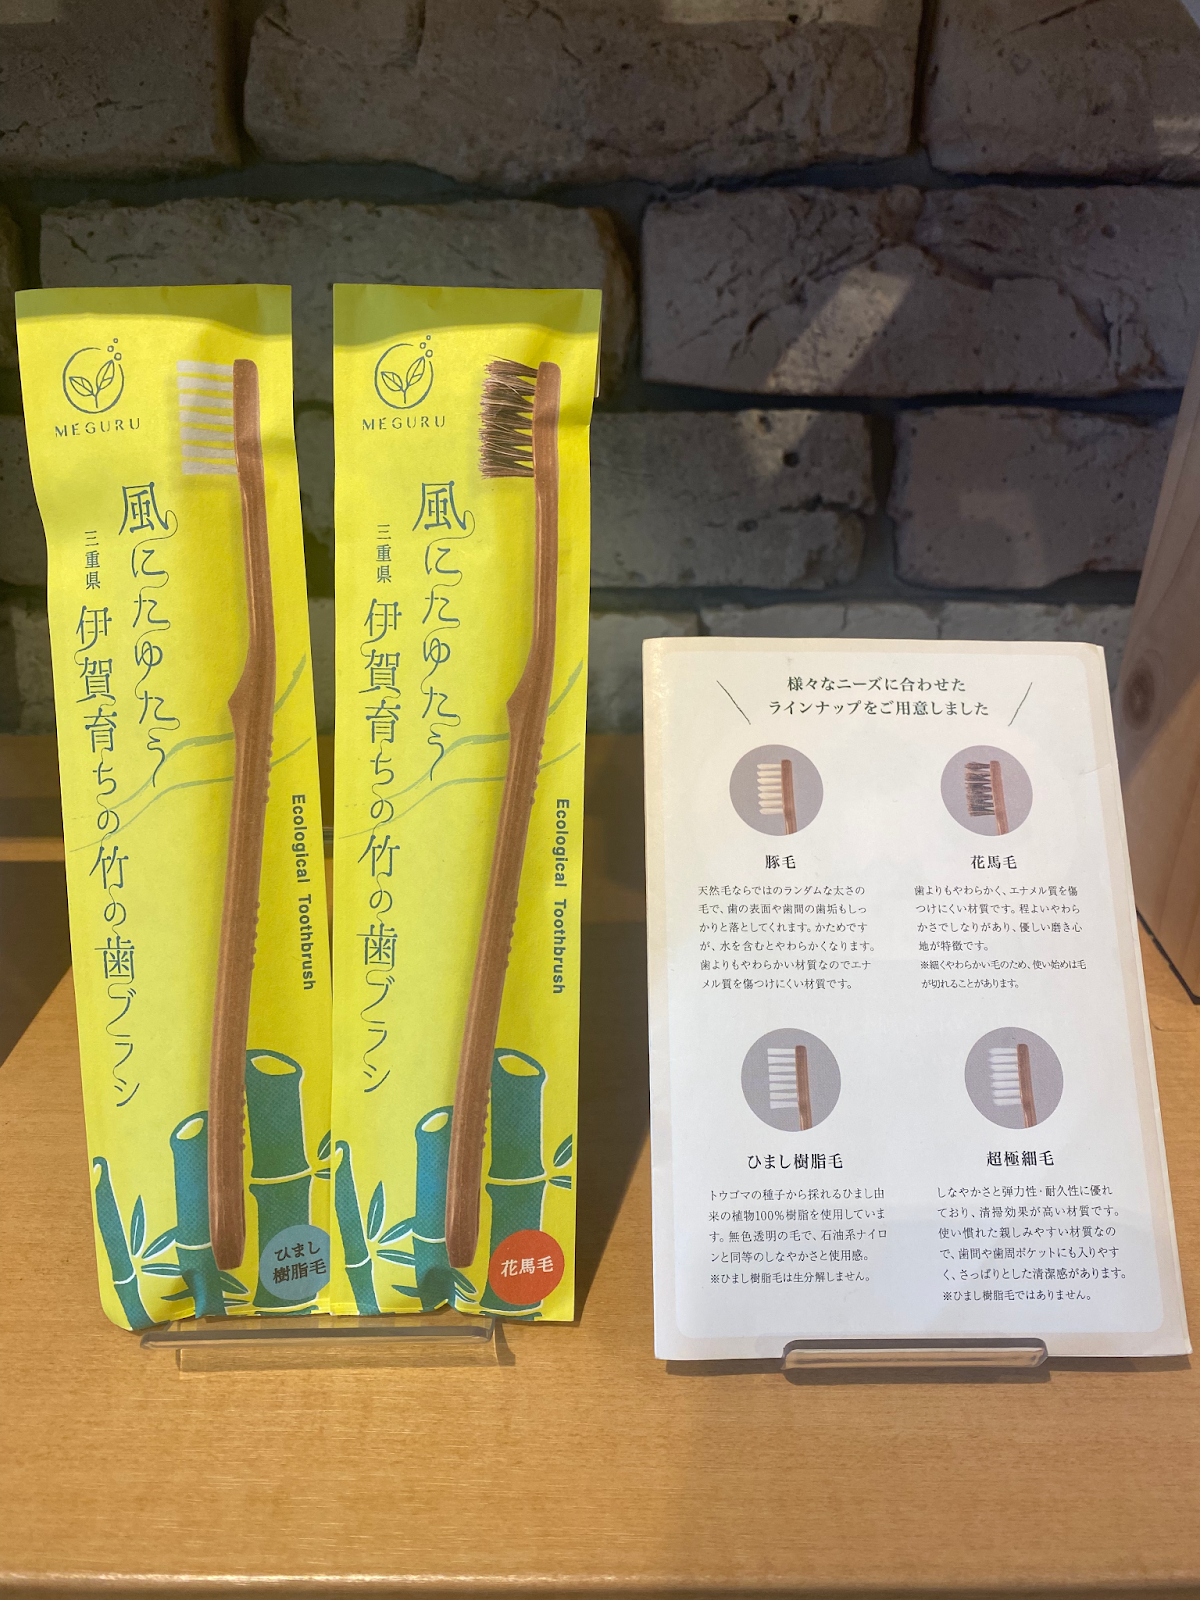 MEGURU
風にたゆたう
三重県
伊賀育ちの竹の歯ブラシ
Ecological Toothbrush
ひまし
樹脂毛
MEGURU
風にたゆたう
三重県
伊賀育ちの竹の歯ブラシ
Ecological Toothbrush
花馬毛
様々なニーズに合わせた
ラインナップをご用意しました
豚毛
天然毛ならではのランダムな太さの
毛で、歯の表面や歯間の歯垢もしっ
かりと落としてくれます。かためです
が、水を含むとやわらかくなります。
歯よりもやわらかい材質なのでエナ
メル質を傷つけにくい材質です。
花馬毛
歯よりもやわらかく、エナメル質を傷
つけにくい材質です。程よいやわら
かさでしなりがあり、優しい磨き心
地が特徴です。
※細くやわらかい毛のため、使い始めは毛
が切れることがあります。
ひまし樹脂毛
トウゴマの種子から採れるひまし由
来の植物100%樹脂を使用していま
す。無色透明の毛で、石油系ナイロ
ンと同等のしなやかさと使用感。
※ひまし樹脂毛は生分解しません。
超極細毛
しなやかさと弾力性・耐久性に優れ
ており、清掃効果が高い材質です。
使い慣れた親しみやすい材質なの
で、歯間や歯周ポケットにも入りやす
く、さっぱりとした清潔感があります。
※ひまし樹脂毛ではありません。